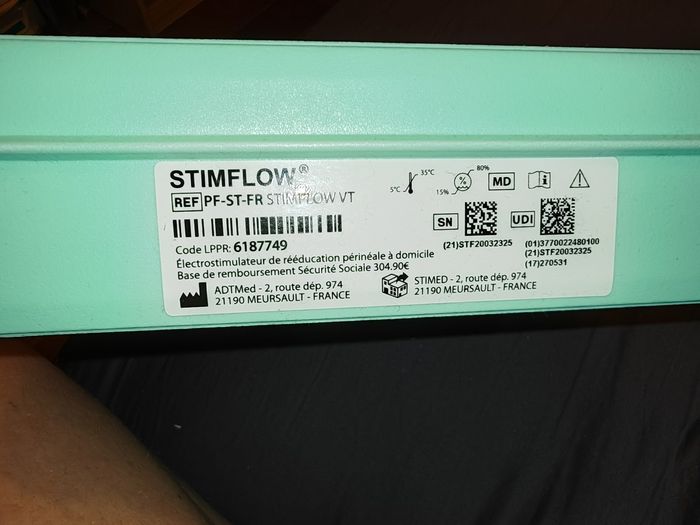 STIMFLOW®
REF PF-ST-FR STIMFLOW VT
Code LPPR: 6187749
Électrostimulateur de rééducation périnéale à domicile
Base de remboursement Sécurité Sociale 304.90€
ADTMed - 2, route dép. 974
21190 MEURSAULT - FRANCE
STIMED - 2, route dép. 974
21190 MEURSAULT - FRANCE
5°C 35°C
15% % 80%
MD
SN
(21)STF20032325
UDI
(01)3770022480100
(21)STF20032325
(17)270531